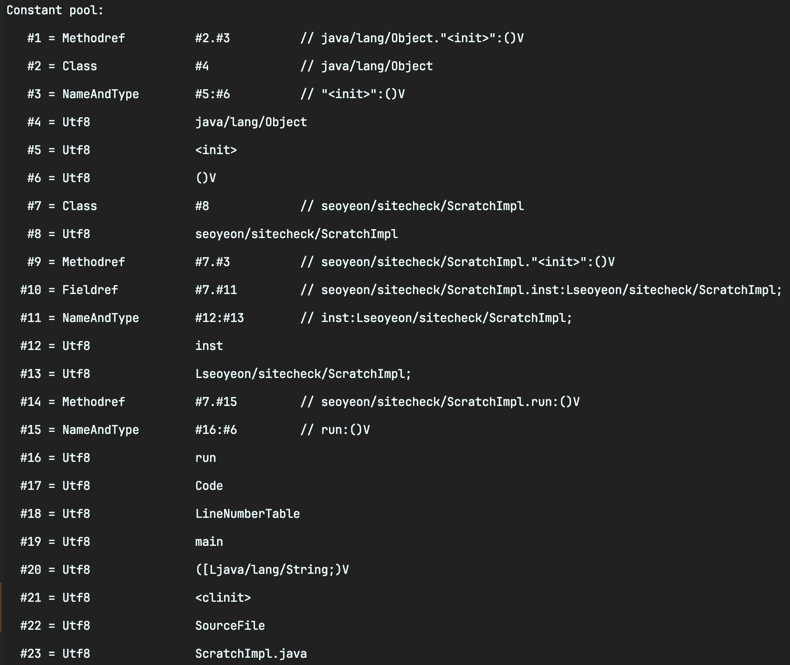 Constant pool:
#1 = Methodref #2.#3 // java/lang/Object."<init>":()V
#2 = Class #4 // java/lang/Object
#3 = NameAndType #5:#6 // "<init>":()V
#4 = Utf8 java/lang/Object
#5 = Utf8 <init>
#6 = Utf8 ()V
#7 = Class #8 // seoyeon/sitecheck/ScratchImpl
#8 = Utf8 seoyeon/sitecheck/ScratchImpl
#9 = Methodref #7.#3 // seoyeon/sitecheck/ScratchImpl."<init>":()V
#10 = Fieldref #7.#11 // seoyeon/sitecheck/ScratchImpl.inst:Lseoyeon/sitecheck/ScratchImpl;
#11 = NameAndType #12:#13 // inst:Lseoyeon/sitecheck/ScratchImpl;
#12 = Utf8 inst
#13 = Utf8 Lseoyeon/sitecheck/ScratchImpl;
#14 = Methodref #7.#15 // seoyeon/sitecheck/ScratchImpl.run:()V
#15 = NameAndType #16:#6 // run:()V
#16 = Utf8 run
#17 = Utf8 Code
#18 = Utf8 LineNumberTable
#19 = Utf8 main
#20 = Utf8 ([Ljava/lang/String;)V
#21 = Utf8 <clinit>
#22 = Utf8 SourceFile
#23 = Utf8 ScratchImpl.java